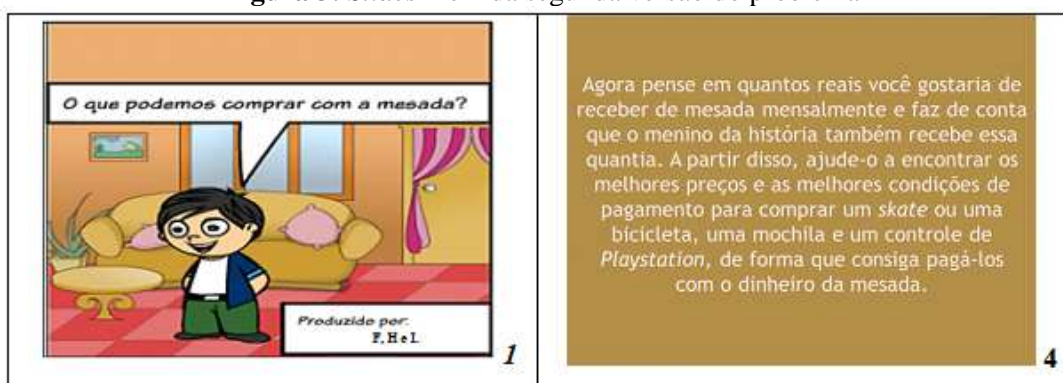 O que podemos comprar com a mesada?
Produzido por:
F, H e I.
1
Agora pense em quantos reais você gostaria de
receber de mesada mensalmente e faz de conta
que o menino da história também recebe essa
quantia. A partir disso, ajude-o a encontrar os
melhores preços e as melhores condições de
pagamento para comprar um skate ou uma
bicicleta, uma mochila e um controle de
Playstation, de forma que consiga pagá-los
com o dinheiro da mesada.
4